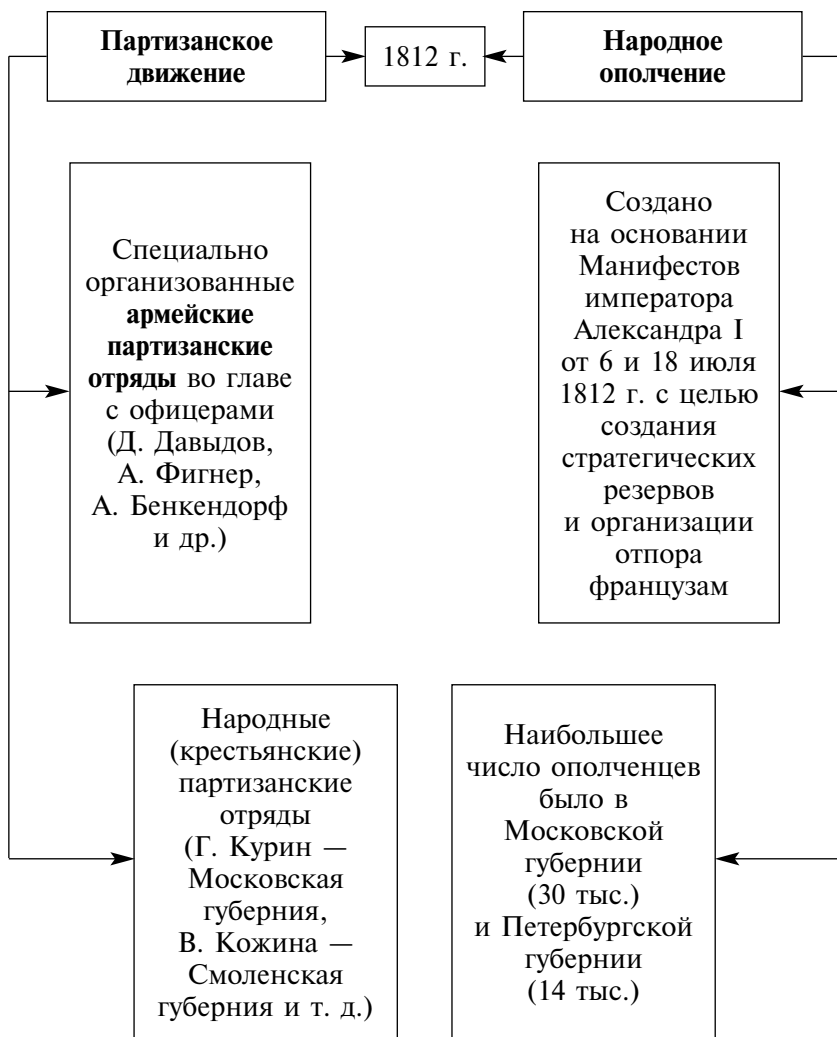 Партизанское
движение
1812 г.
Народное
ополчение
Специально
организованные
армейские
партизанские
отряды во главе
с офицерами
(Д. Давыдов,
А. Фигнер,
А. Бенкендорф
и др.)
Создано
на основании
Манифестов
императора
Александра I
от 6 и 18 июля
1812 г. с целью
создания
стратегических
резервов
и организации
отпора
французам
Народные
(крестьянские)
партизанские
отряды
(Г. Курин —
Московская
губерния,
В. Кожина —
Смоленская
губерния и т. д.)
Наибольшее
число ополченцев
было в
Московской
губернии
(30 тыс.)
и Петербургской
губернии
(14 тыс.)